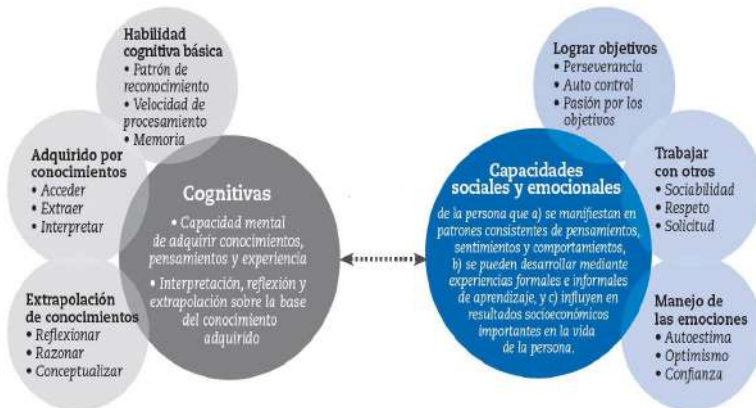 Habilidad
cognitiva básica
• Patrón de
reconocimiento
• Velocidad de
procesamiento
• Memoria
Adquirido por
conocimientos
• Acceder
• Extraer
• Interpretar
Extrapolación
de conocimientos
• Reflexionar
• Razonar
• Conceptualizar
Cognitivas
• Capacidad mental
de adquirir conocimientos,
pensamientos y experiencia
• Interpretación, reflexión y
extrapolación sobre la base
del conocimiento
adquirido
Capacidades
sociales y emocionales
de la persona que a) se manifiestan en
patrones consistentes de pensamientos,
sentimientos y comportamientos,
b) se pueden desarrollar mediante
experiencias formales e informales
de aprendizaje, y c) influyen en
resultados socioeconómicos
importantes en la vida
de la persona.
Lograr objetivos
• Perseverancia
• Auto control
• Pasión por los
objetivos
Trabajar
con otros
• Sociabilidad
• Respeto
• Solicitud
Manejo de
las emociones
• Autoestima
• Optimismo
• Confianza